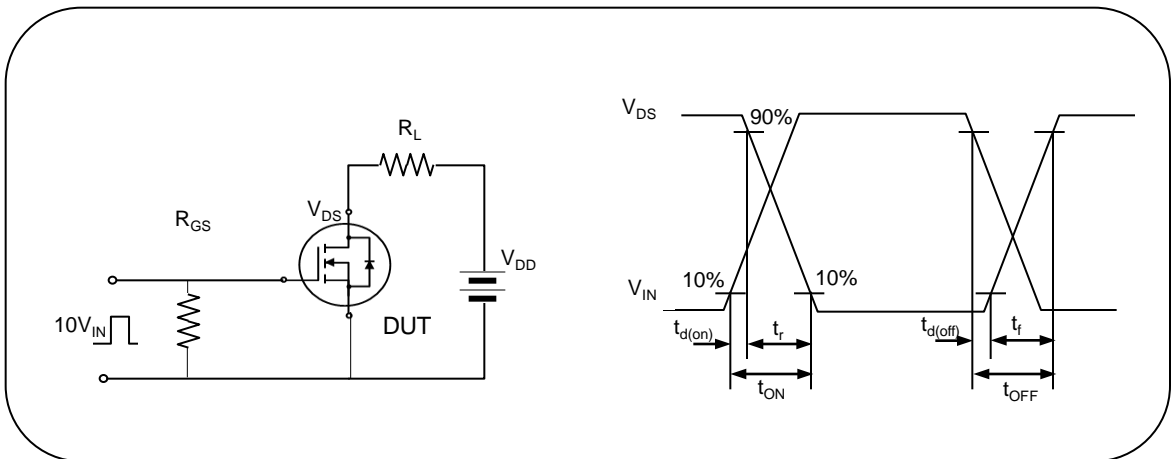 R_L
R_GS
V_DS
V_DD
10V_IN
DUT
V_DS
90%
V_IN
10%
10%
t_d(on)
t_r
t_d(off)
t_f
t_ON
t_OFF